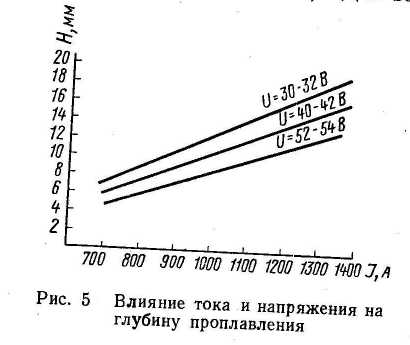 H, мм
20
18
16
14
12
10
8
6
4
2
U=30-32 В
U=40-42 В
U=52-54 В
700 800 900 1000 1100 1200 1300 1400 J, А
Рис. 5 Влияние тока и напряжения на
глубину проплавления